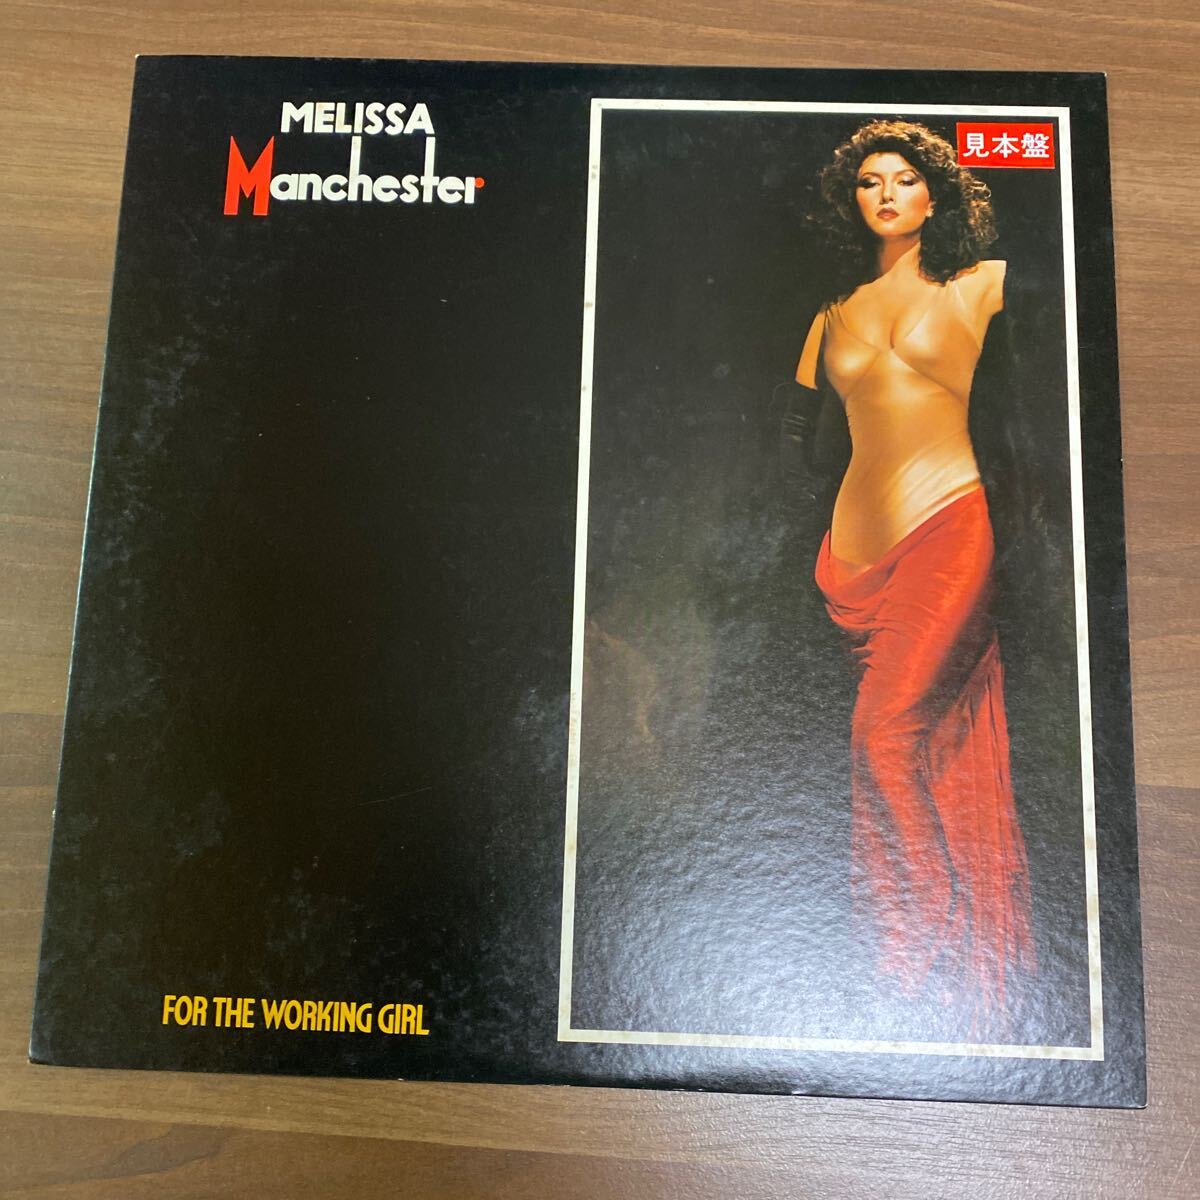 MELISSA
Manchester
見本盤
FOR THE WORKING GIRL